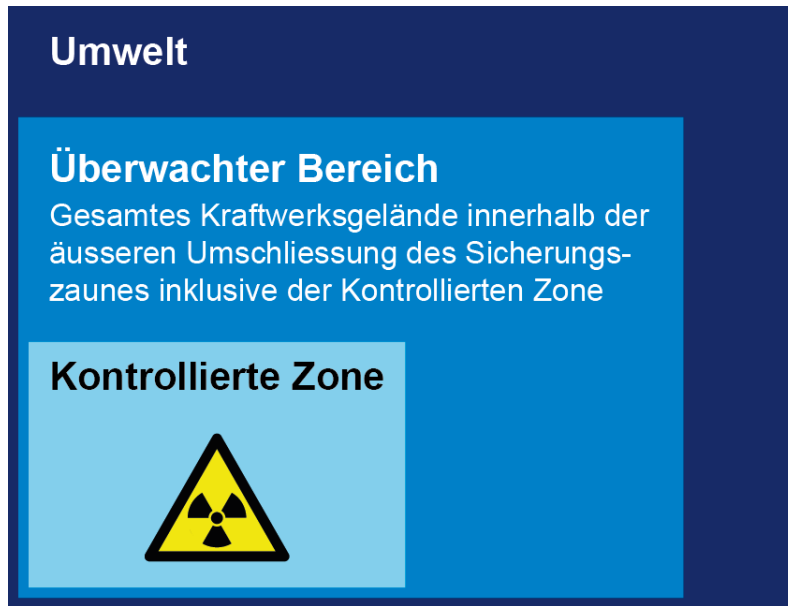 Umwelt
Überwachter Bereich
Gesamtes Kraftwerksgelände innerhalb der
äusseren Umschliessung des Sicherungs-
zaunes inklusive der Kontrollierten Zone
Kontrollierte Zone